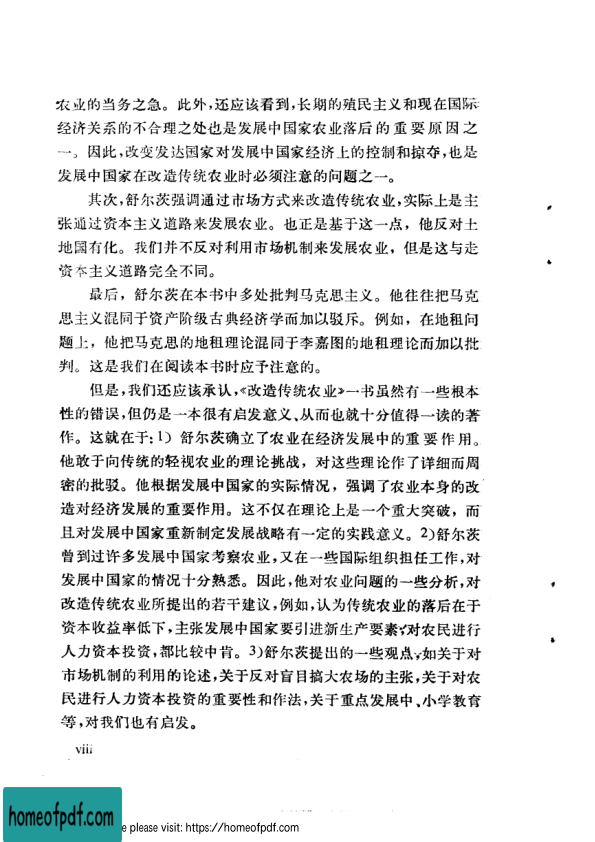 农业的当务之急。此外,还应该看到,长期的殖民主义和现在国际
经济关系的不合理之处也是发展中国家农业落后的重要原因之
一。因此,改变发达国家对发展中国家经济上的控制和掠夺,也是
发展中国家在改造传统农业时必须注意的问题之一。
其次,舒尔茨强调通过市场方式来改造传统农业,实际上是主
张通过资本主义道路来发展农业。也正是基于这一点，他反对土
地国有化。我们并不反对利用市场机制来发展农业，但是这与走
资本主义道路完全不同。
最后，舒尔茨在本书中多处批判马克思主义。他往往把马克
思主义混同于资产阶级古典经济学而加以驳斥。例如，在地租问
题上，他把马克思的地租理论混同于李嘉图的地租理论而加以批
判。这是我们在阅读本书时应予注意的。
但是,我们还应该承认,《改造传统农业》一书虽然有一些根本
性的错误,但仍是一本很有启发意义、从而也就十分值得一读的著
作。这就在于:1）舒尔茨确立了农业在经济发展中的重要作用。
他敢于向传统的轻视农业的理论挑战，对这些理论作了详细而周
密的批驳。他根据发展中国家的实际情况，强调了农业本身的改
造对经济发展的重要作用。这不仅在理论上是一个重大突破，而
且对发展中国家重新制定发展战略有一定的实践意义。2)舒尔茨
曾到过许多发展中国家考察农业,又在一些国际组织担任工作,对
发展中国家的情况十分熟悉。因此,他对农业问题的一些分析,对
改造传统农业所提出的若干建议,例如,认为传统农业的落后在于
资本收益率低下,主张发展中国家要引进新生产要素,对农民进行
人力资本投资,都比较中肯。3)舒尔茨提出的一些观点,如关于对
市场机制的利用的论述,关于反对盲目搞大农场的主张,关于对农
民进行人力资本投资的重要性和作法,关于重点发展中、小学教育
等,对我们也有启发。
viii
homeofpdf.com
e please visit: https://homeofpdf.com